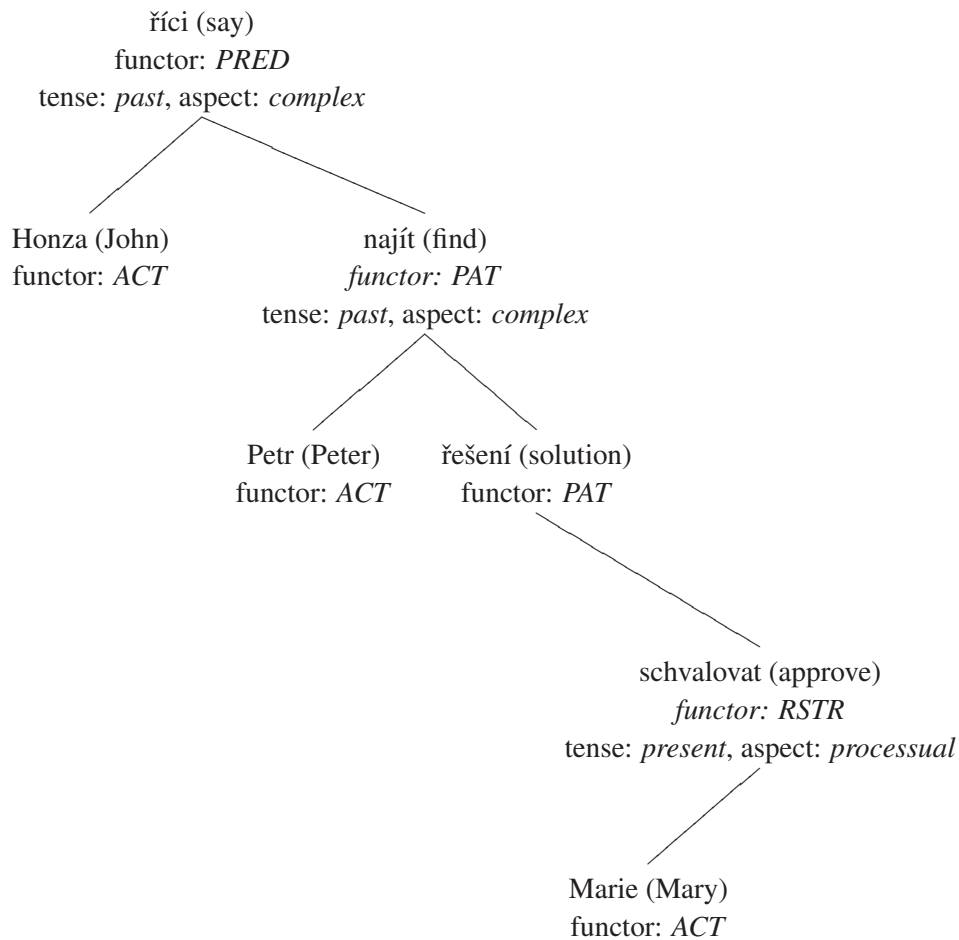 říci (say)
functor: PRED
tense: past, aspect: complex
Honza (John)
functor: ACT
najít (find)
functor: PAT
tense: past, aspect: complex
Petr (Peter)
functor: ACT
řešení (solution)
functor: PAT
schvalovat (approve)
functor: RSTR
tense: present, aspect: processual
Marie (Mary)
functor: ACT